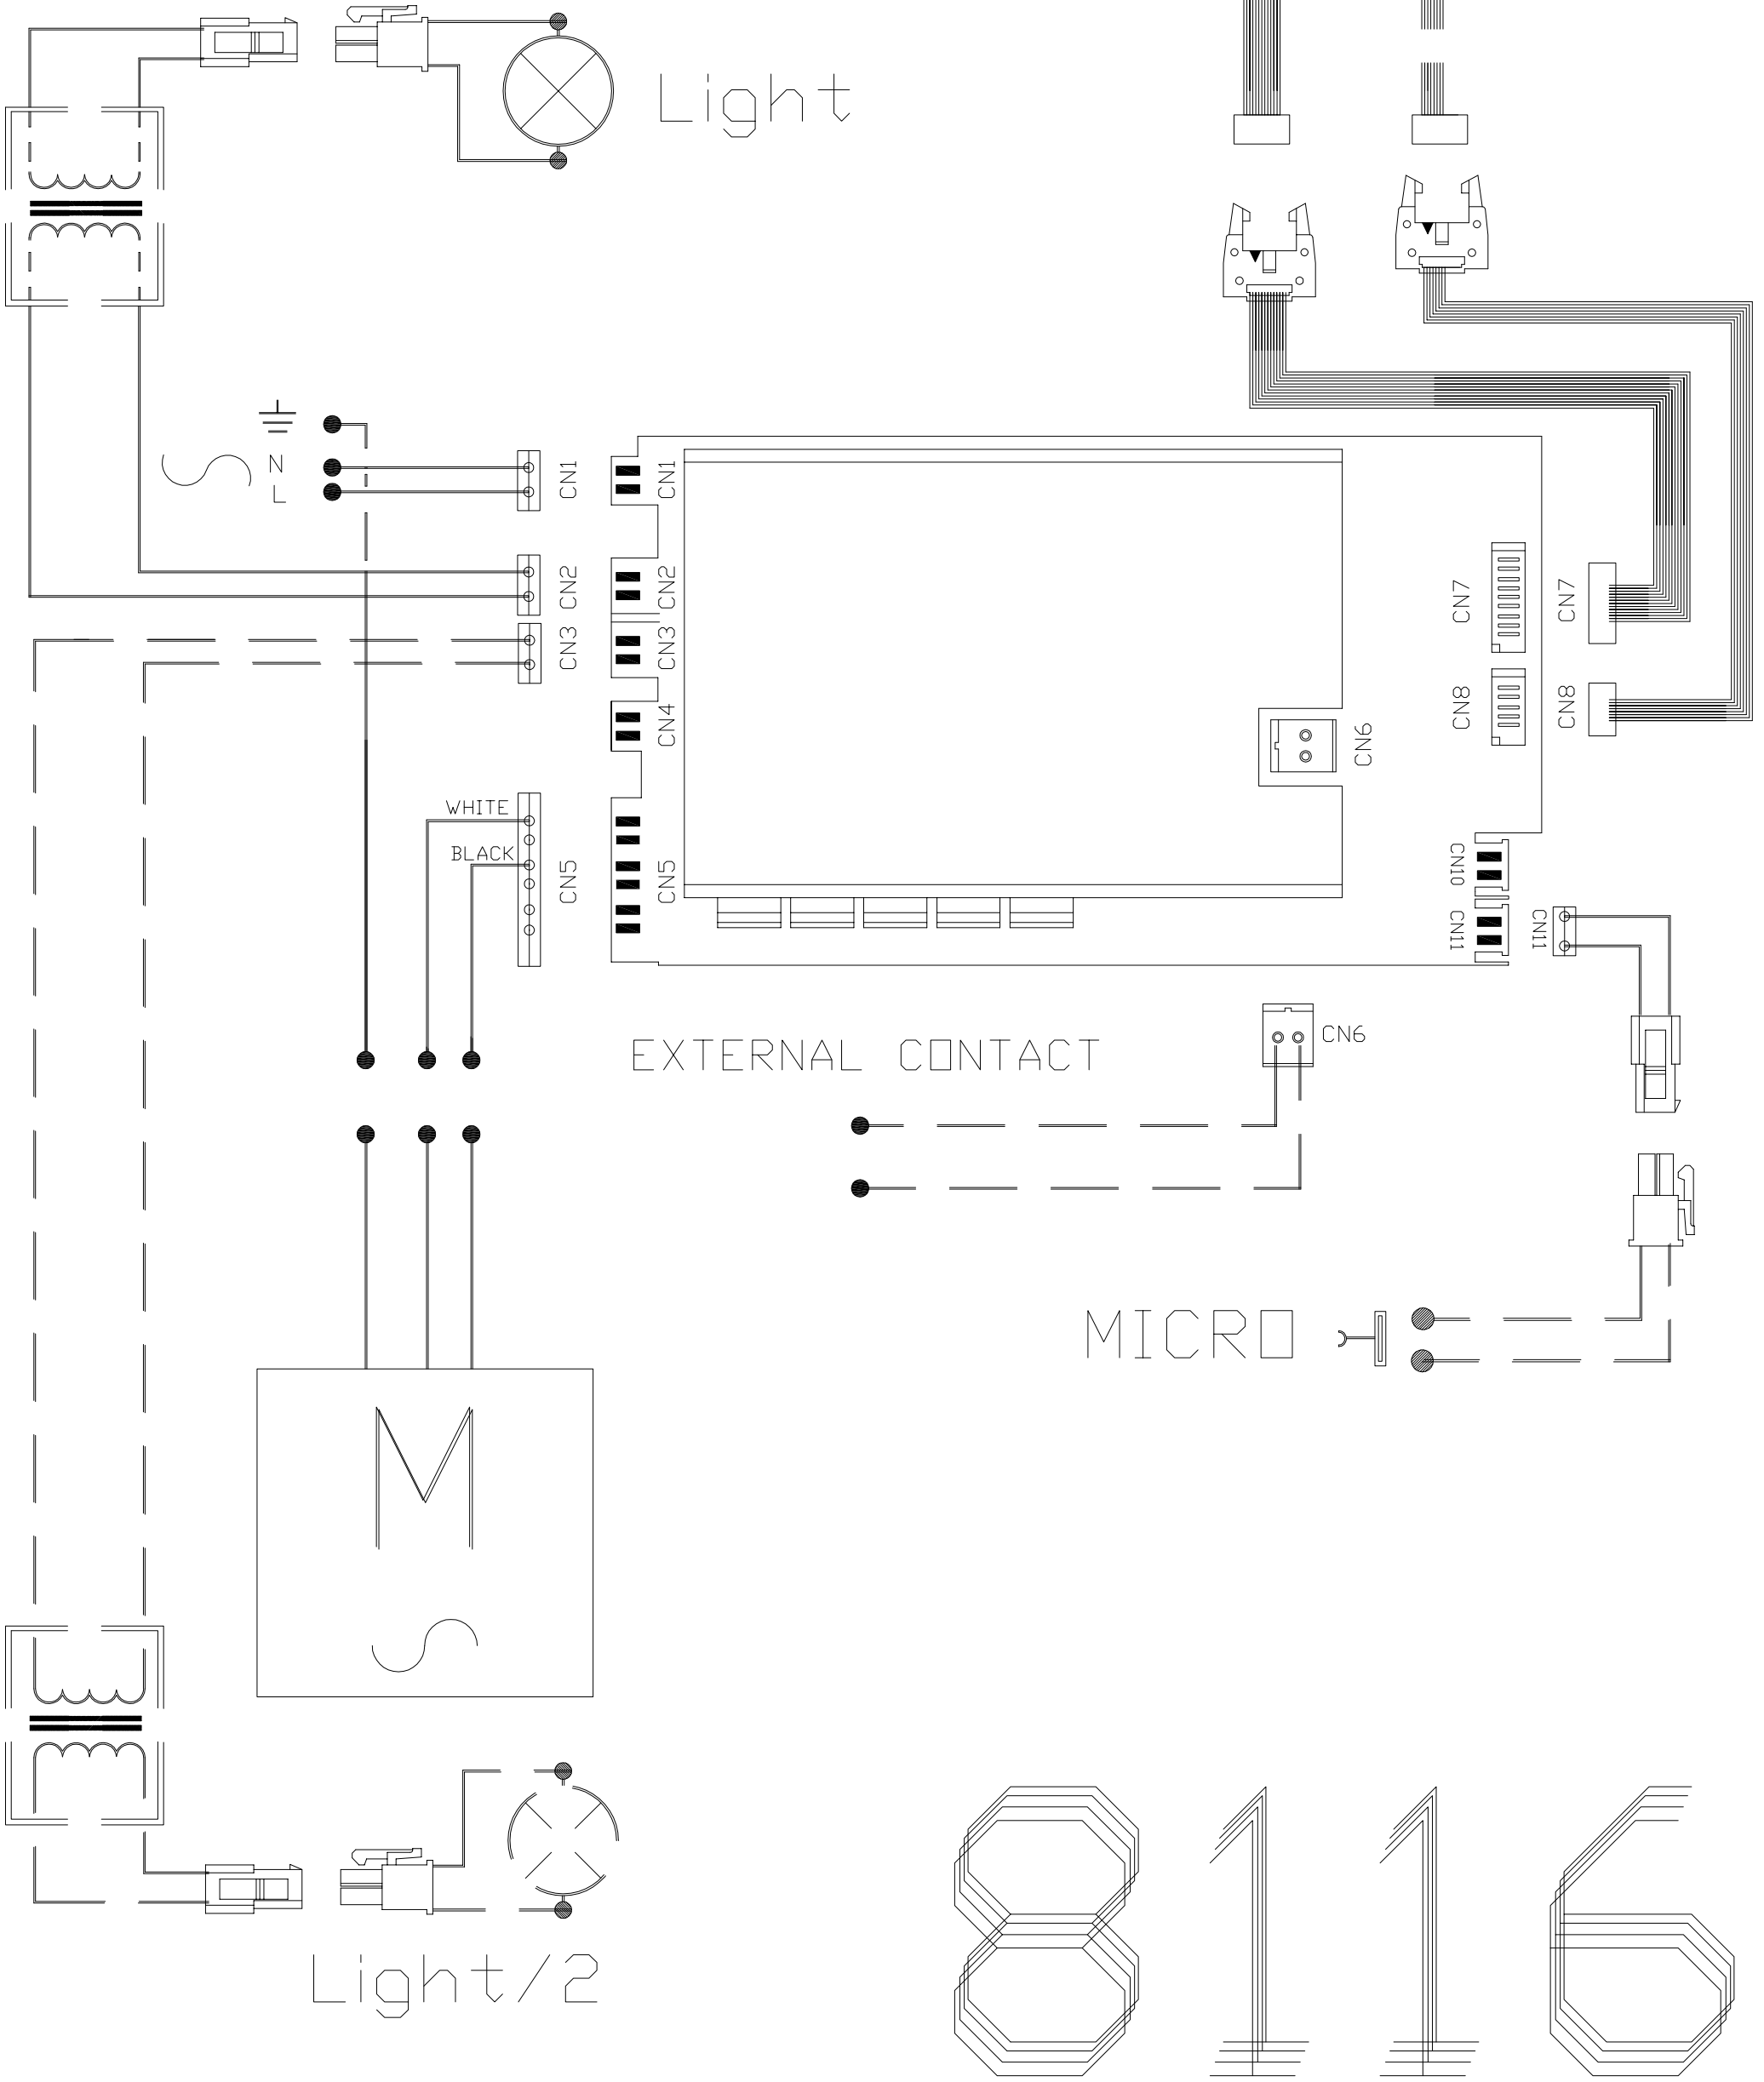 Light
N
L
CN1
CN1
CN2
CN2
CN3
CN3
CN4
CN7
CN7
CN8
CN8
CN6
WHITE
BLACK
CN5
CN5
CN10
CN11
CN11
EXTERNAL CONTACT
CN6
MICRO
M
Light/2
8116